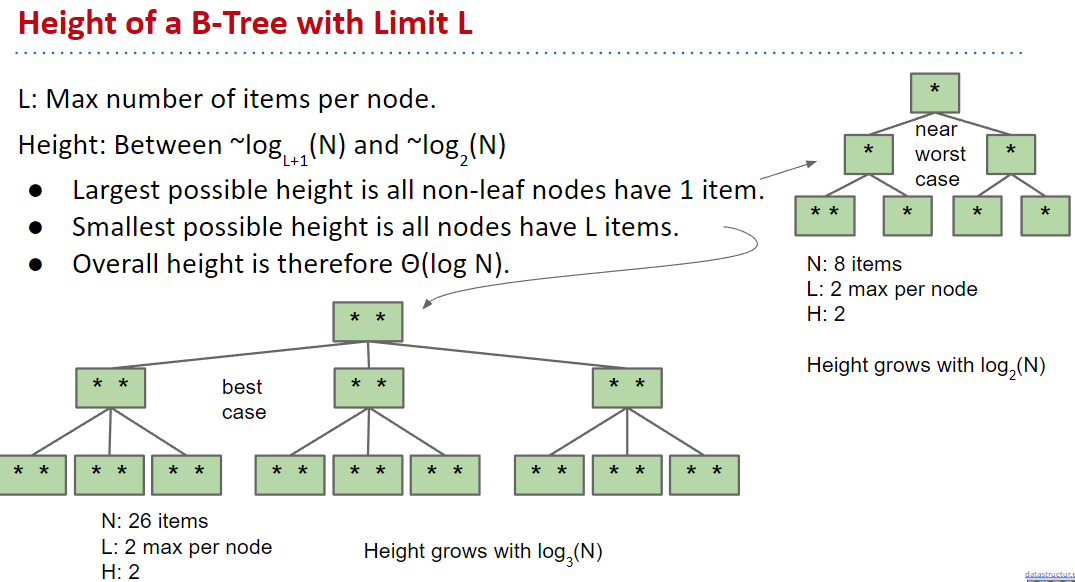 Height of a B-Tree with Limit L
L: Max number of items per node.
Height: Between ~log_L+1(N) and ~log_2(N)
● Largest possible height is all non-leaf nodes have 1 item.
● Smallest possible height is all nodes have L items.
● Overall height is therefore Θ(log N).
*
near
worst
case
* *
* * * * *
N: 8 items
L: 2 max per node
H: 2
Height grows with log_2(N)
* *
best
case
* * * * * *
* * * * * * * * * * * * * * * * * *
N: 26 items
L: 2 max per node
H: 2
Height grows with log_3(N)